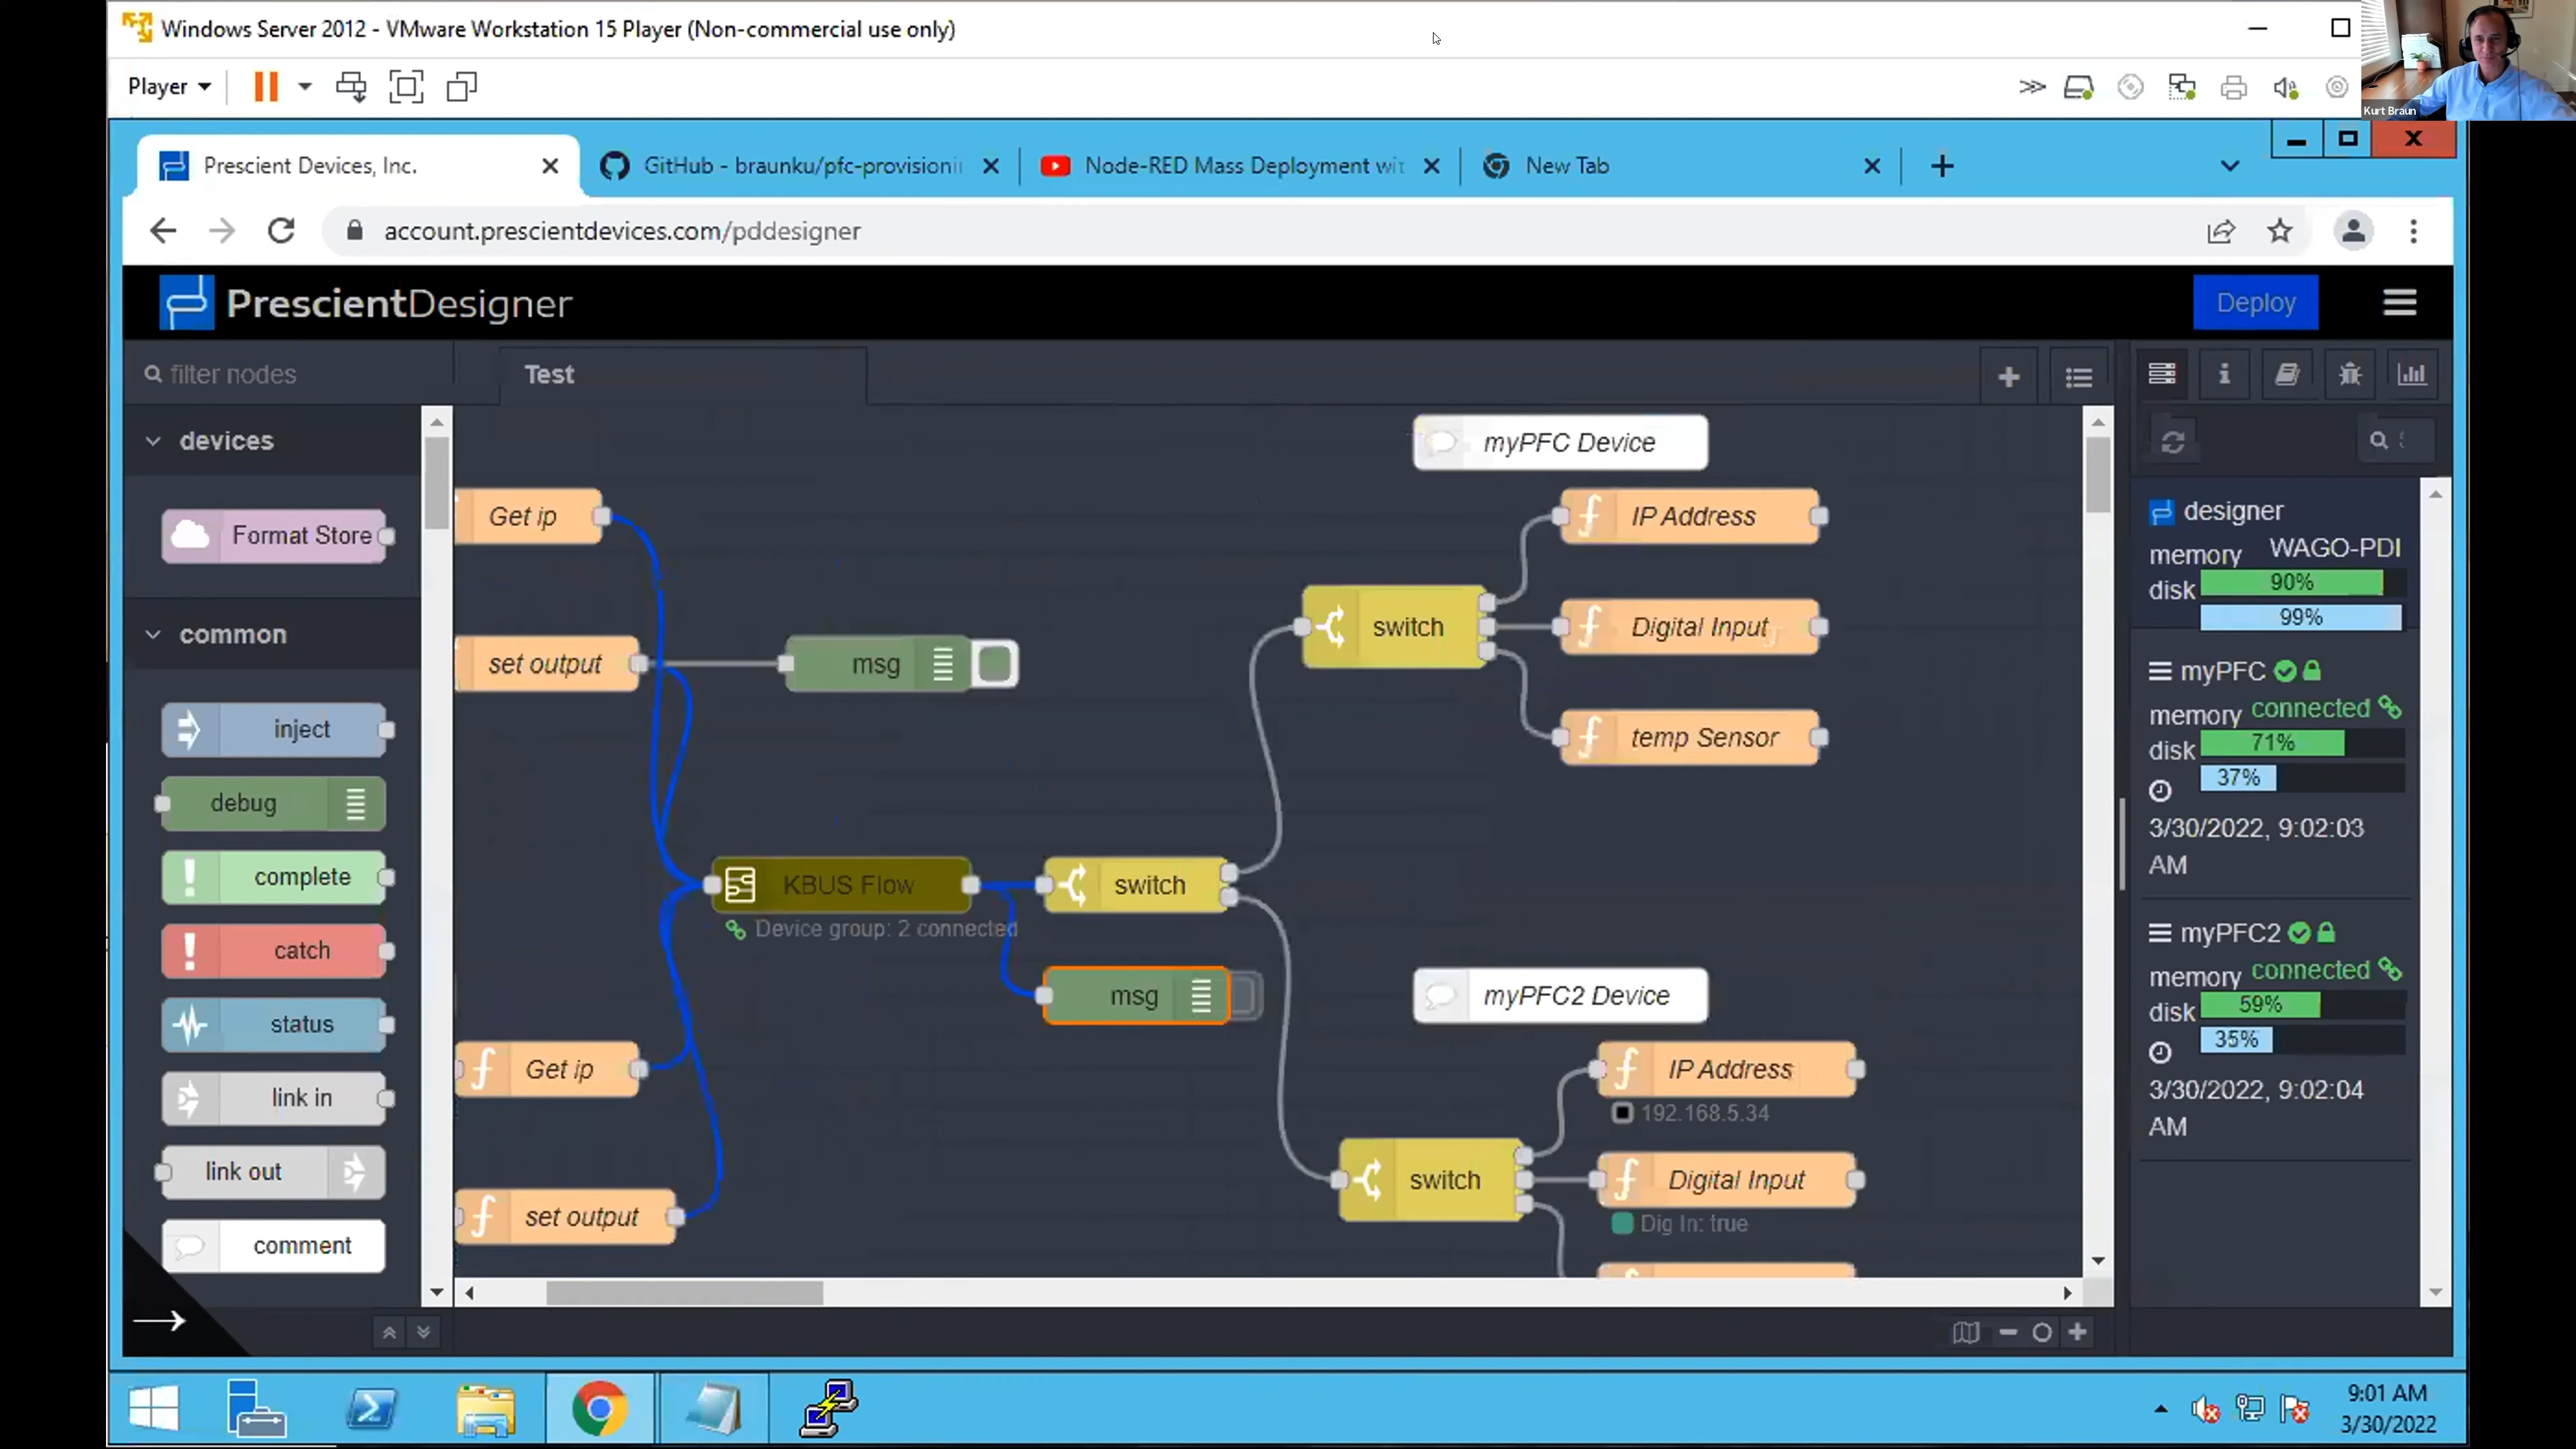 Windows Server 2012 - VMware Workstation 15 Player (Non-commercial use only)
Player
Kurt Braun
Prescient Devices, Inc.
GitHub - braunku/pfc-provisioni
Node-RED Mass Deployment wit
New Tab
account.prescientdevices.com/pddesigner
PrescientDesigner
Deploy
filter nodes
Test
devices
Format Store
common
inject
debug
complete
catch
status
link in
link out
comment
Get ip
set output
msg
KBUS Flow
Device group: 2 connected
switch
msg
Get ip
set output
myPFC Device
switch
IP Address
Digital Input
temp Sensor
myPFC2 Device
switch
IP Address
192.168.5.34
Digital Input
Dig In: true
designer
memory WAGO-PDI
disk 90%
99%
myPFC
memory connected
disk 71%
37%
3/30/2022, 9:02:03
AM
myPFC2
memory connected
disk 59%
35%
3/30/2022, 9:02:04
AM
9:01 AM
3/30/2022